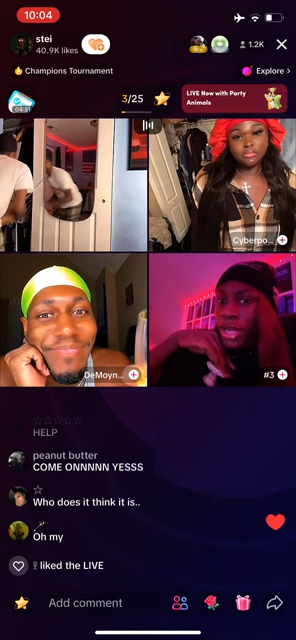 10:04
stei
40.9K likes
1.2K
Champions Tournament
Explore >
04:51
3/25
LIVE Now with Party
Animals
Cyberpo...
DeMoyn...
#3
HELP
peanut butter
COME ONNNNN YESSS
Who does it think it is..
Oh my
liked the LIVE
Add comment